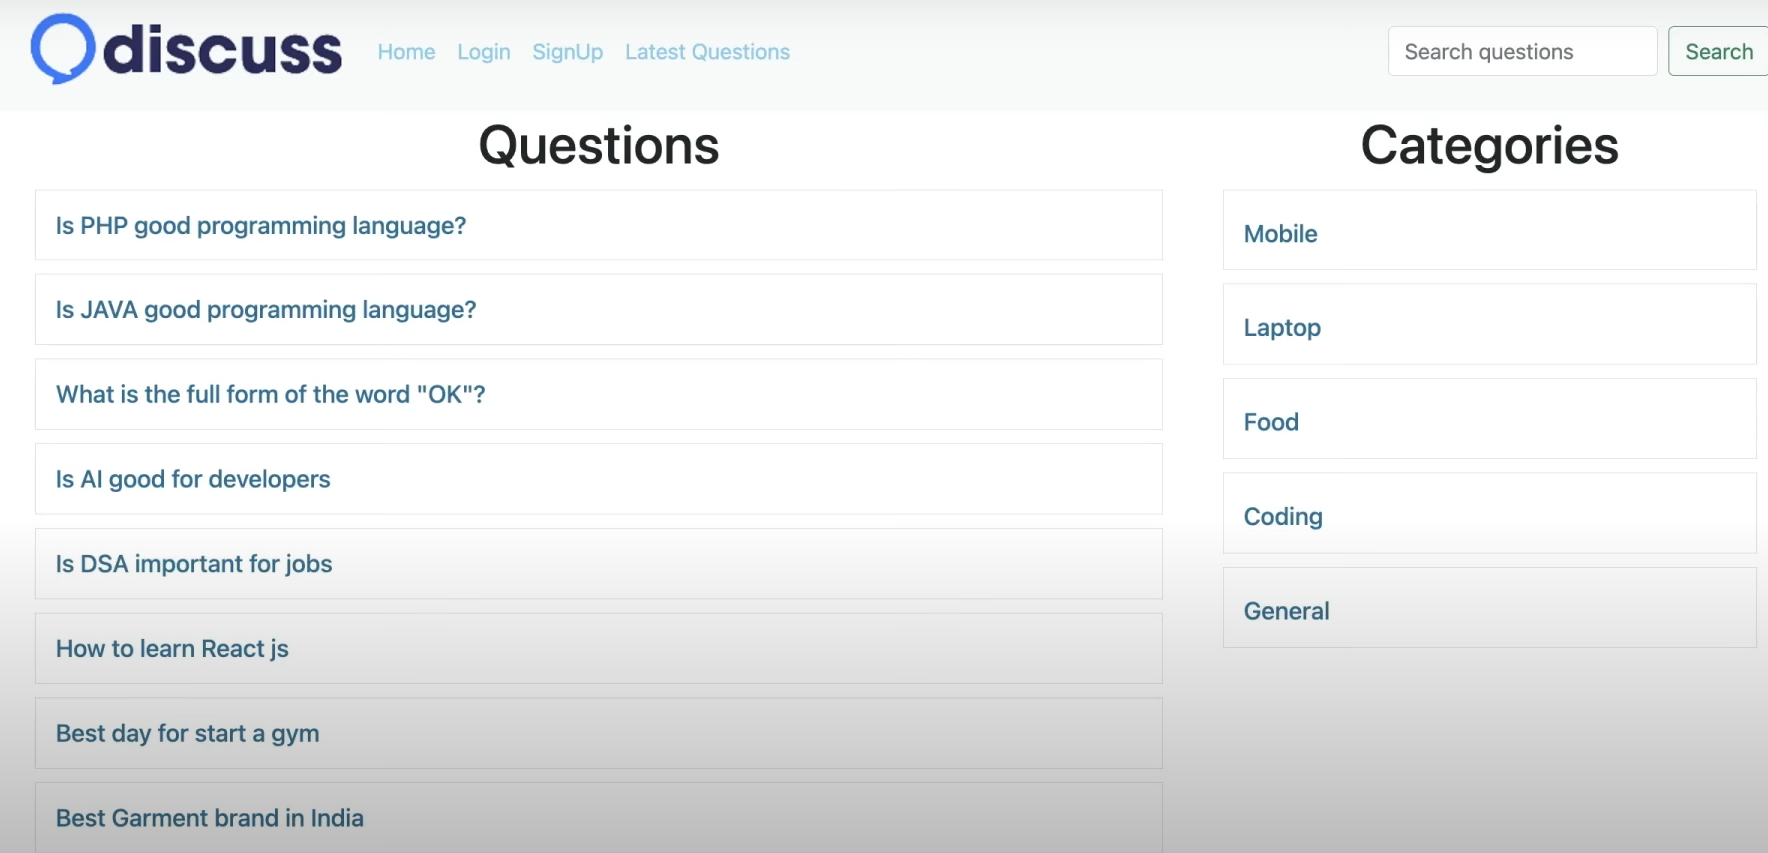 discuss
Home Login SignUp Latest Questions
Search questions Search
Questions
Is PHP good programming language?
Is JAVA good programming language?
What is the full form of the word "OK"?
Is AI good for developers
Is DSA important for jobs
How to learn React js
Best day for start a gym
Best Garment brand in India
Categories
Mobile
Laptop
Food
Coding
General